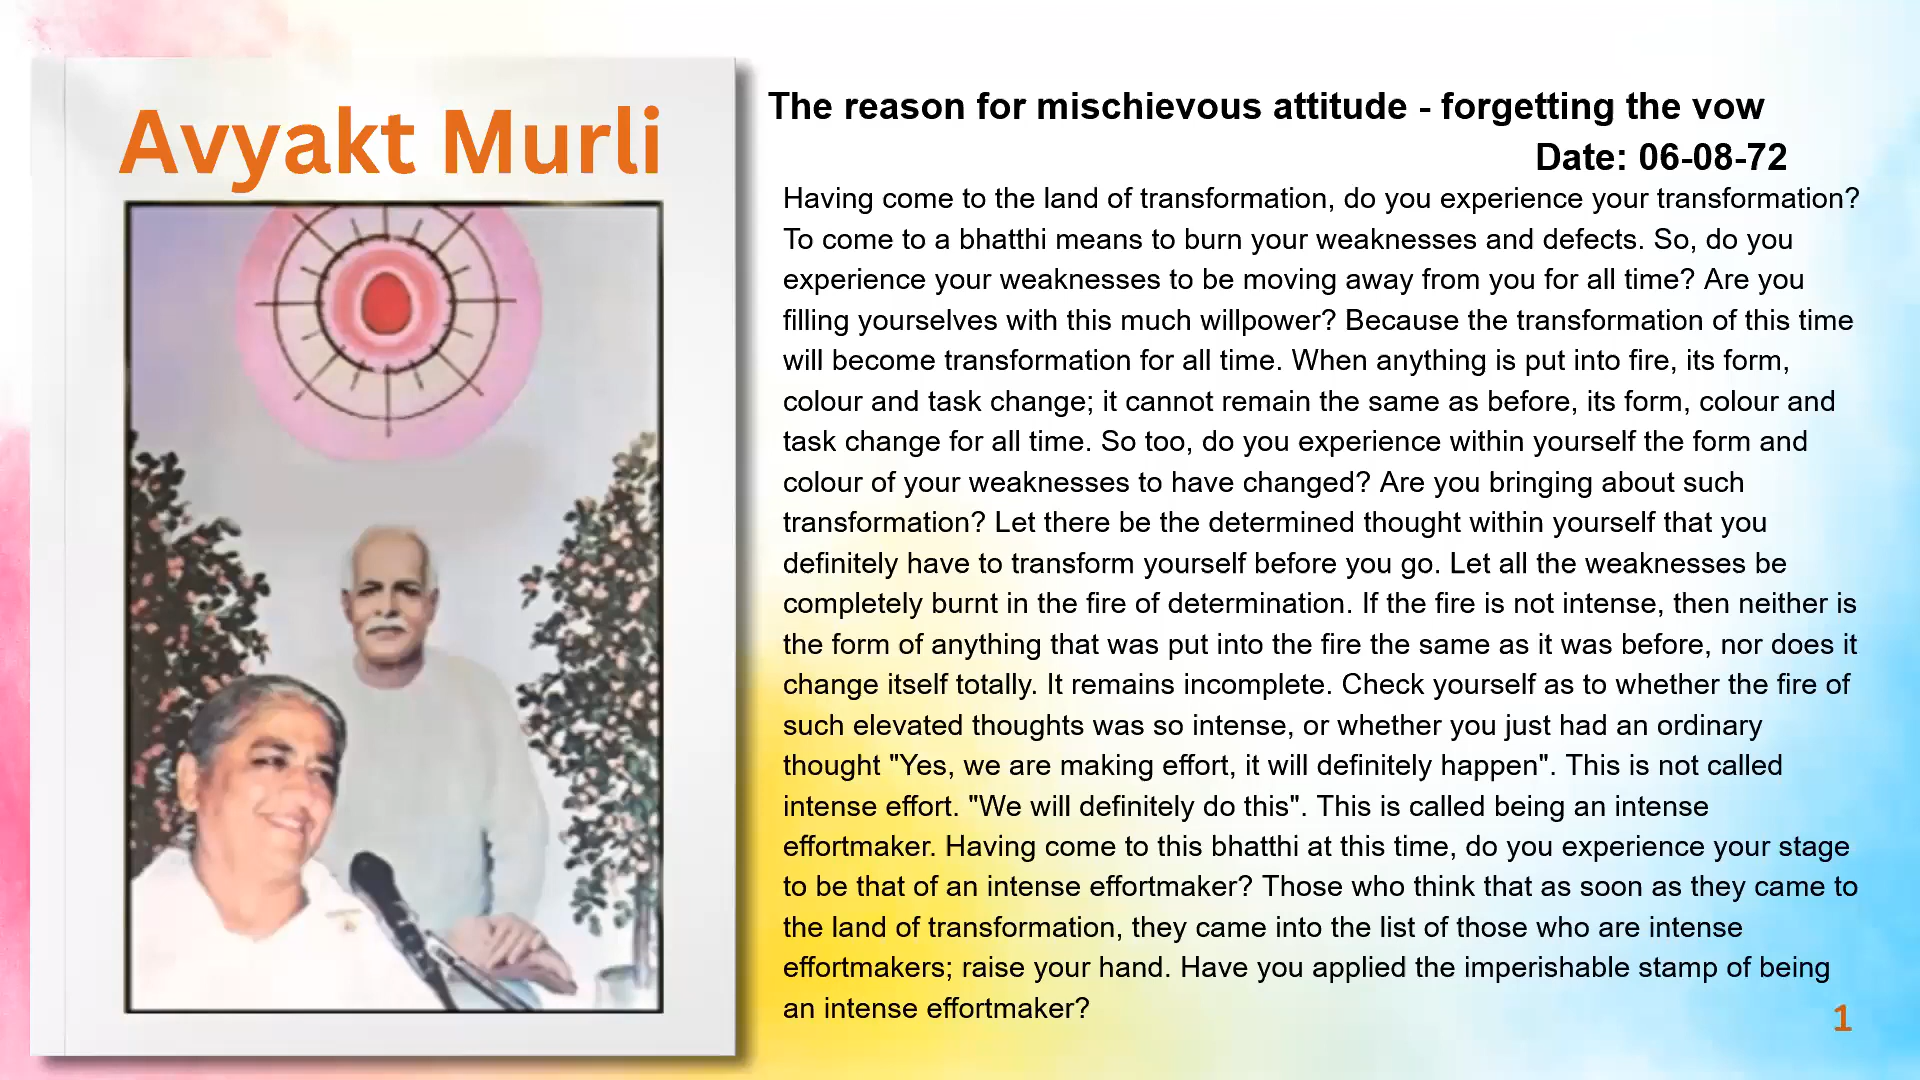 Avyakt Murli
The reason for mischievous attitude - forgetting the vow
Date: 06-08-72
Having come to the land of transformation, do you experience your transformation?
To come to a bhatthi means to burn your weaknesses and defects. So, do you
experience your weaknesses to be moving away from you for all time? Are you
filling yourselves with this much willpower? Because the transformation of this time
will become transformation for all time. When anything is put into fire, its form,
colour and task change; it cannot remain the same as before, its form, colour and
task change for all time. So too, do you experience within yourself the form and
colour of your weaknesses to have changed? Are you bringing about such
transformation? Let there be the determined thought within yourself that you
definitely have to transform yourself before you go. Let all the weaknesses be
completely burnt in the fire of determination. If the fire is not intense, then neither is
the form of anything that was put into the fire the same as it was before, nor does it
change itself totally. It remains incomplete. Check yourself as to whether the fire of
such elevated thoughts was so intense, or whether you just had an ordinary
thought "Yes, we are making effort, it will definitely happen". This is not called
intense effort. "We will definitely do this". This is called being an intense
effortmaker. Having come to this bhatthi at this time, do you experience your stage
to be that of an intense effortmaker? Those who think that as soon as they came to
the land of transformation, they came into the list of those who are intense
effortmakers; raise your hand. Have you applied the imperishable stamp of being
an intense effortmaker?
1